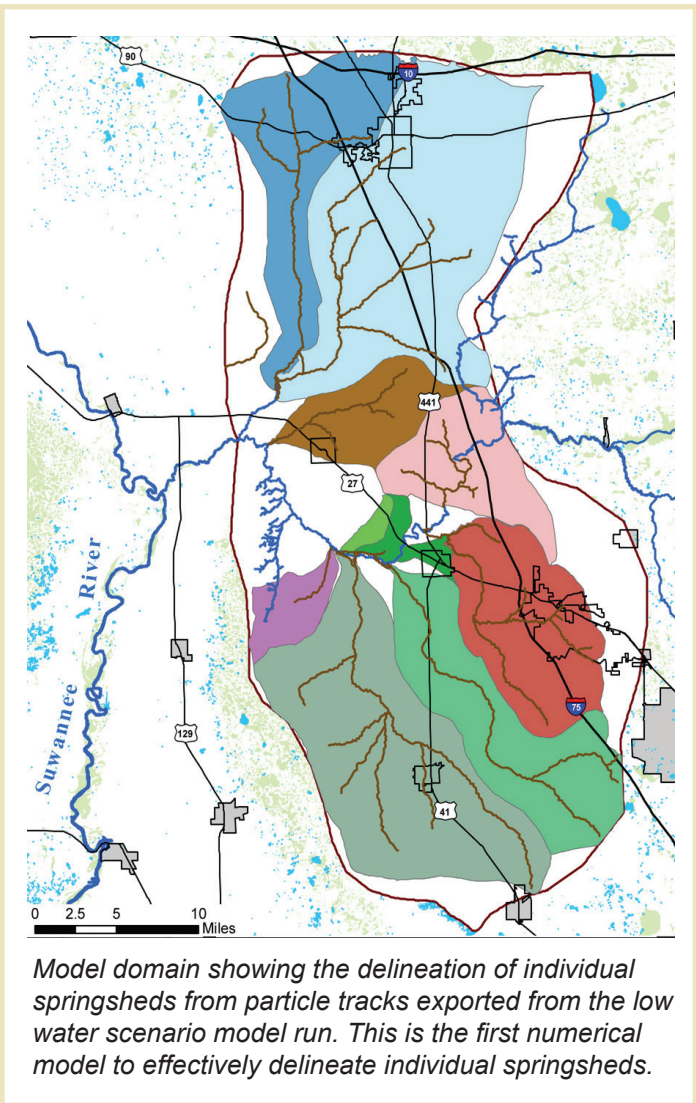 90
10
441
27
Suwannee River
129
75
41
0 2.5 5 10
Miles
Model domain showing the delineation of individual
springsheds from particle tracks exported from the low
water scenario model run. This is the first numerical
model to effectively delineate individual springsheds.